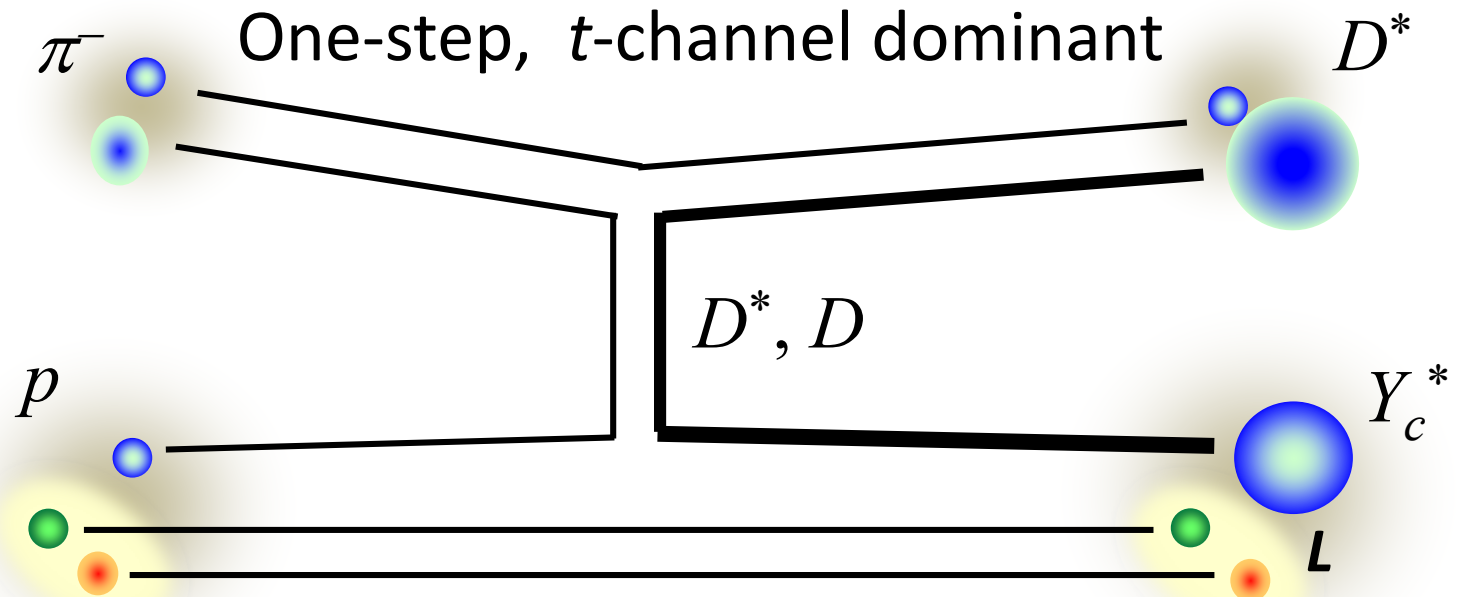 One-step, t-channel dominant
π⁻
D*
D*, D
p
Y_c*
L